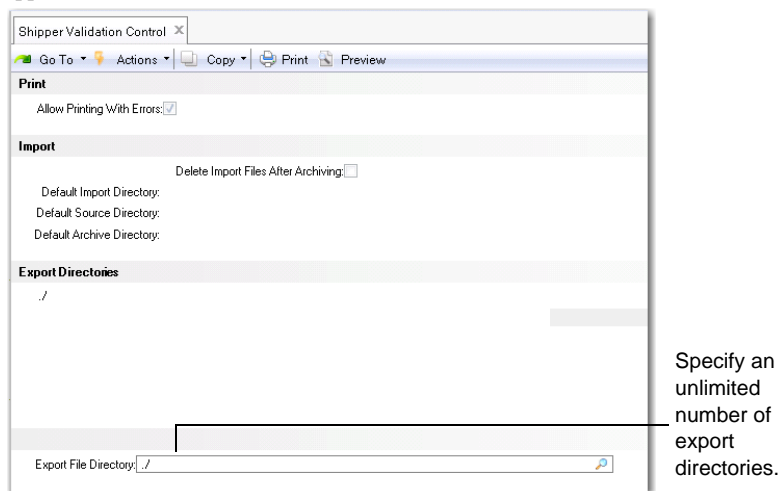 Shipper Validation Control
Go To Actions Copy Print Preview
Print
Allow Printing With Errors:
Import
Delete Import Files After Archiving:
Default Import Directory:
Default Source Directory:
Default Archive Directory:
Export Directories
./
Export File Directory: ./
Specify an
unlimited
number of
export
directories.